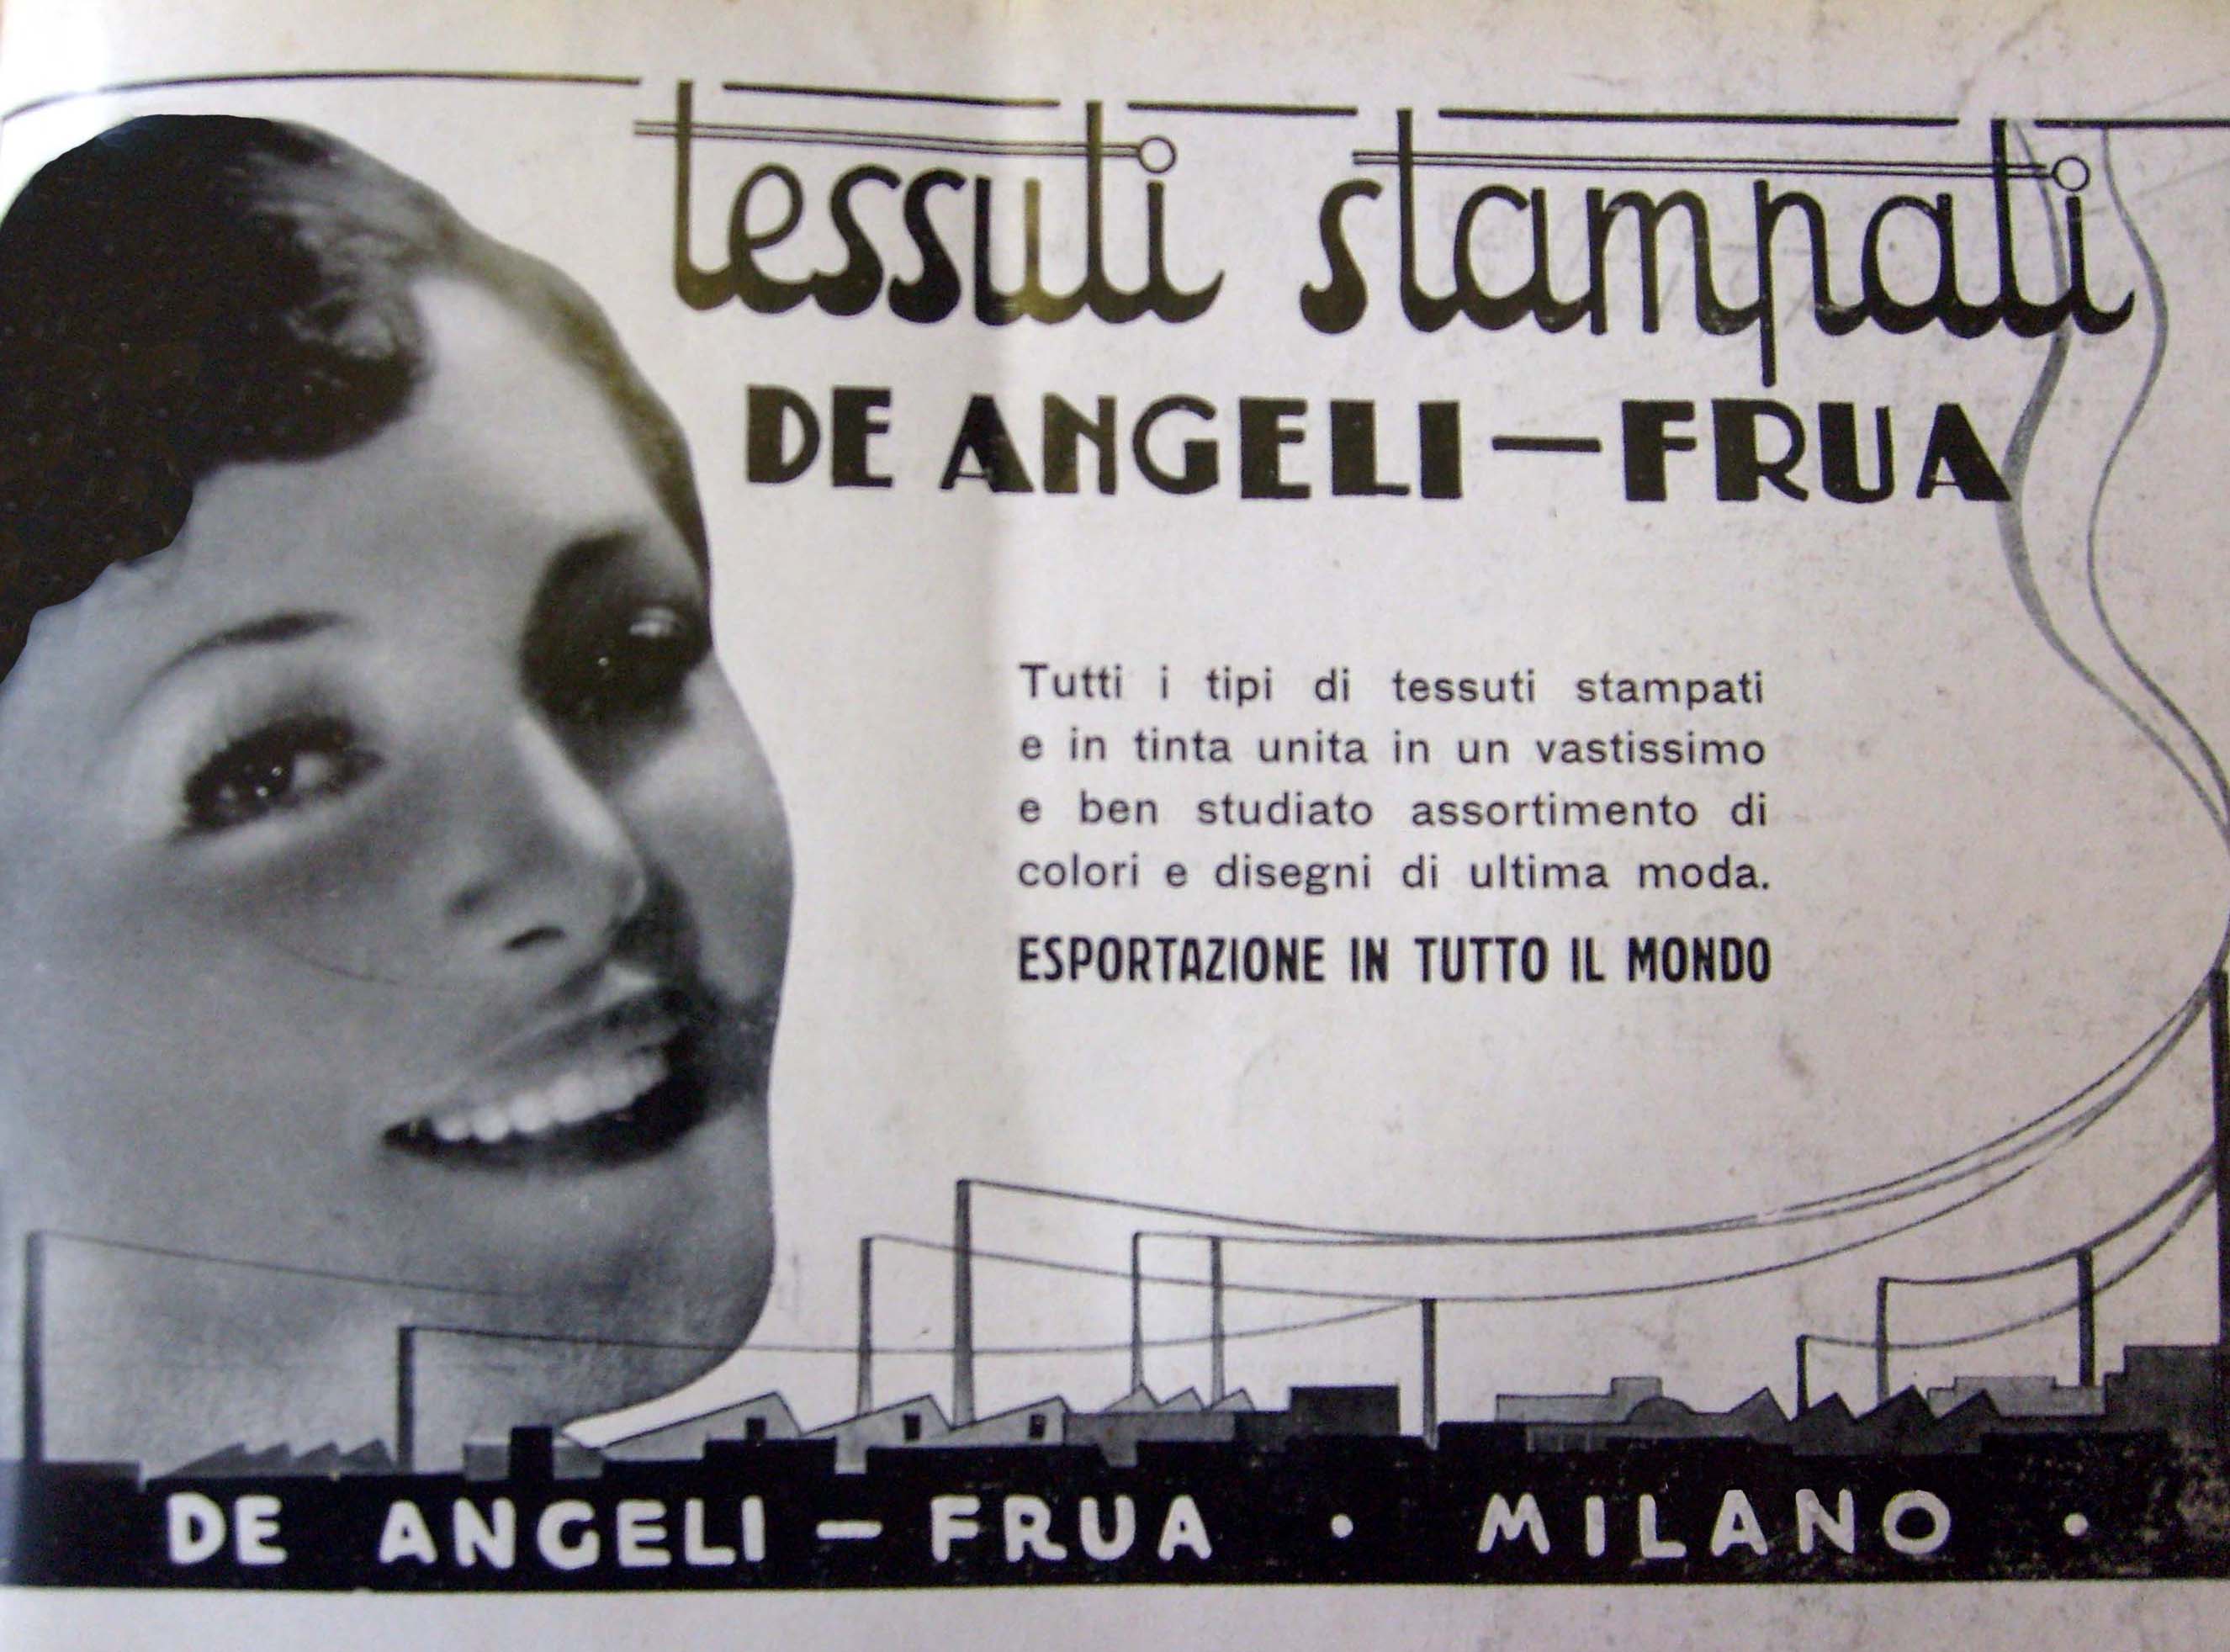 tessuti stampati
DE ANGELI—FRUA
Tutti i tipi di tessuti stampati
e in tinta unita in un vastissimo
e ben studiato assortimento di
colori e disegni di ultima moda.
ESPORTAZIONE IN TUTTO IL MONDO
DE ANGELI—FRUA • MILANO •